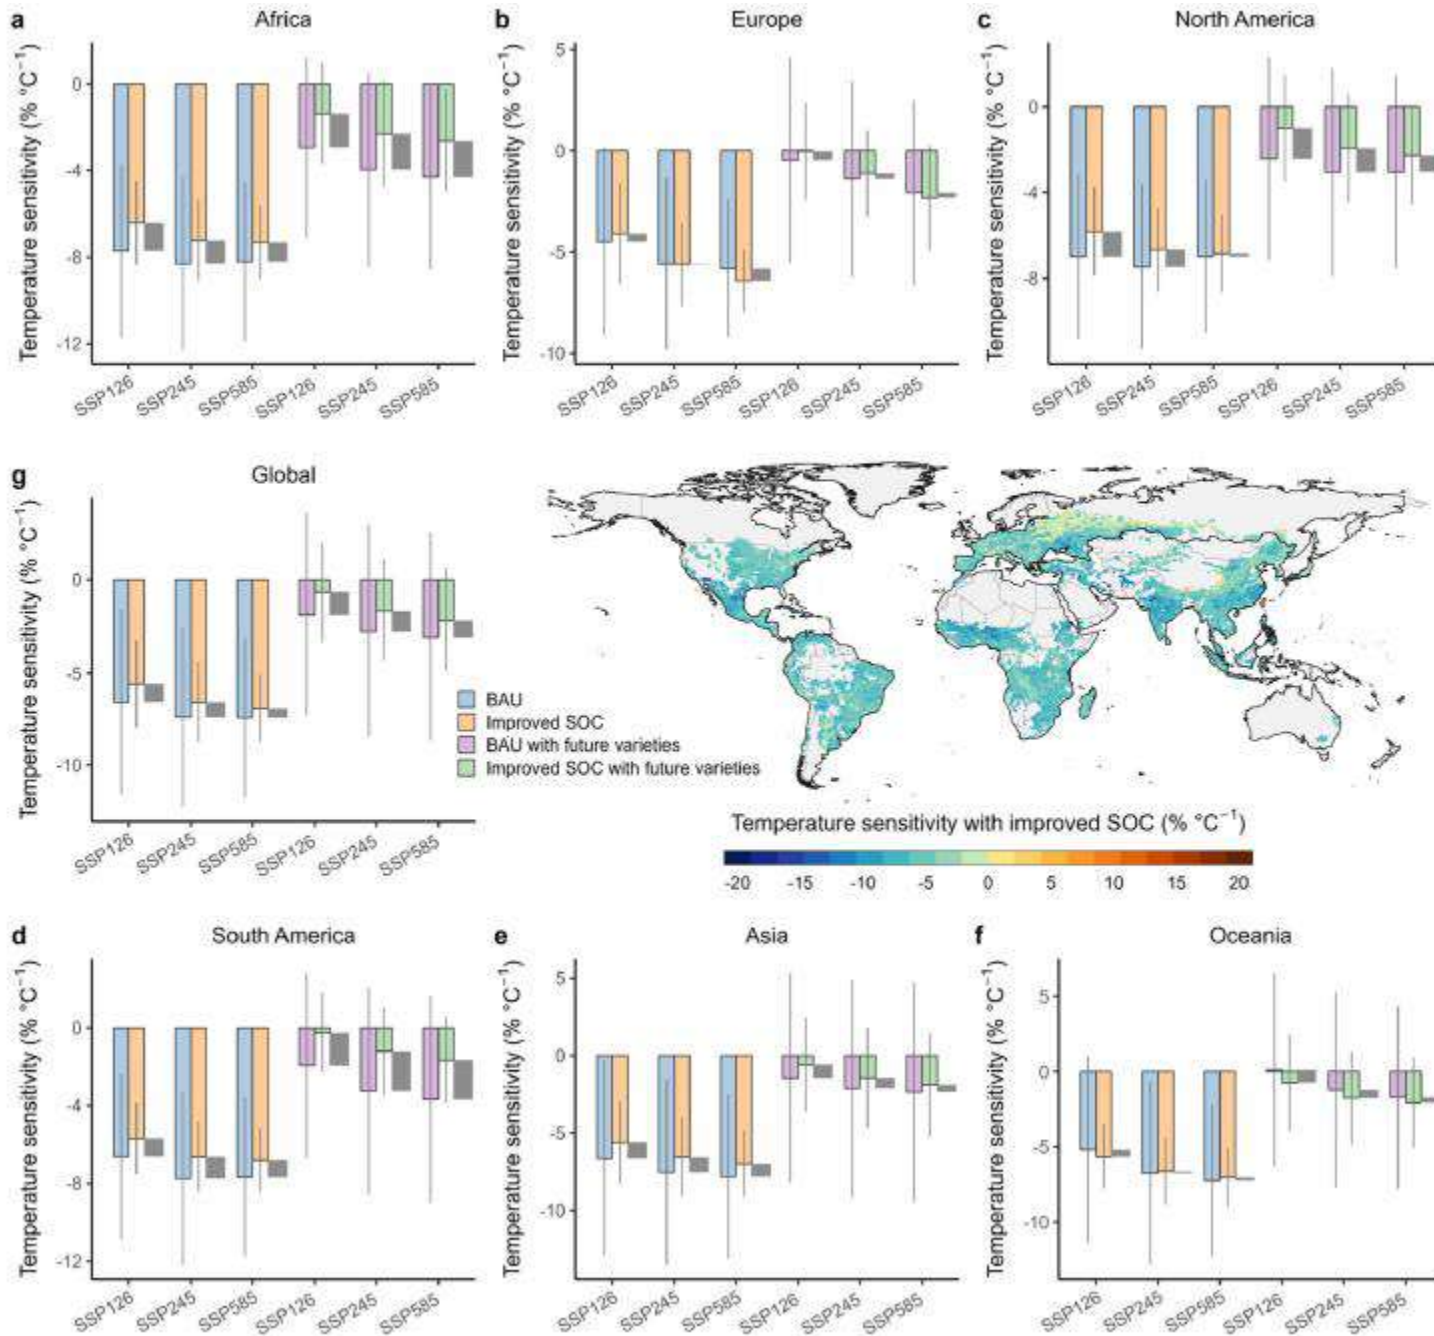 a
Africa
Temperature sensitivity (% °C−1)
0
-4
-8
-12
SSP126
SSP245
SSP585
SSP126
SSP245
SSP585
b
Europe
Temperature sensitivity (% °C−1)
5
0
-5
-10
SSP126
SSP245
SSP585
SSP126
SSP245
SSP585
c
North America
Temperature sensitivity (% °C−1)
0
-4
-8
SSP126
SSP245
SSP585
SSP126
SSP245
SSP585
g
Global
Temperature sensitivity (% °C−1)
0
-5
-10
SSP126
SSP245
SSP585
SSP126
SSP245
SSP585
BAU
Improved SOC
BAU with future varieties
Improved SOC with future varieties
Temperature sensitivity with improved SOC (% °C−1)
-20 -15 -10 -5 0 5 10 15 20
d
South America
Temperature sensitivity (% °C−1)
0
-4
-8
-12
SSP126
SSP245
SSP585
SSP126
SSP245
SSP585
e
Asia
Temperature sensitivity (% °C−1)
5
0
-5
-10
SSP126
SSP245
SSP585
SSP126
SSP245
SSP585
f
Oceania
Temperature sensitivity (% °C−1)
5
0
-5
-10
SSP126
SSP245
SSP585
SSP126
SSP245
SSP585